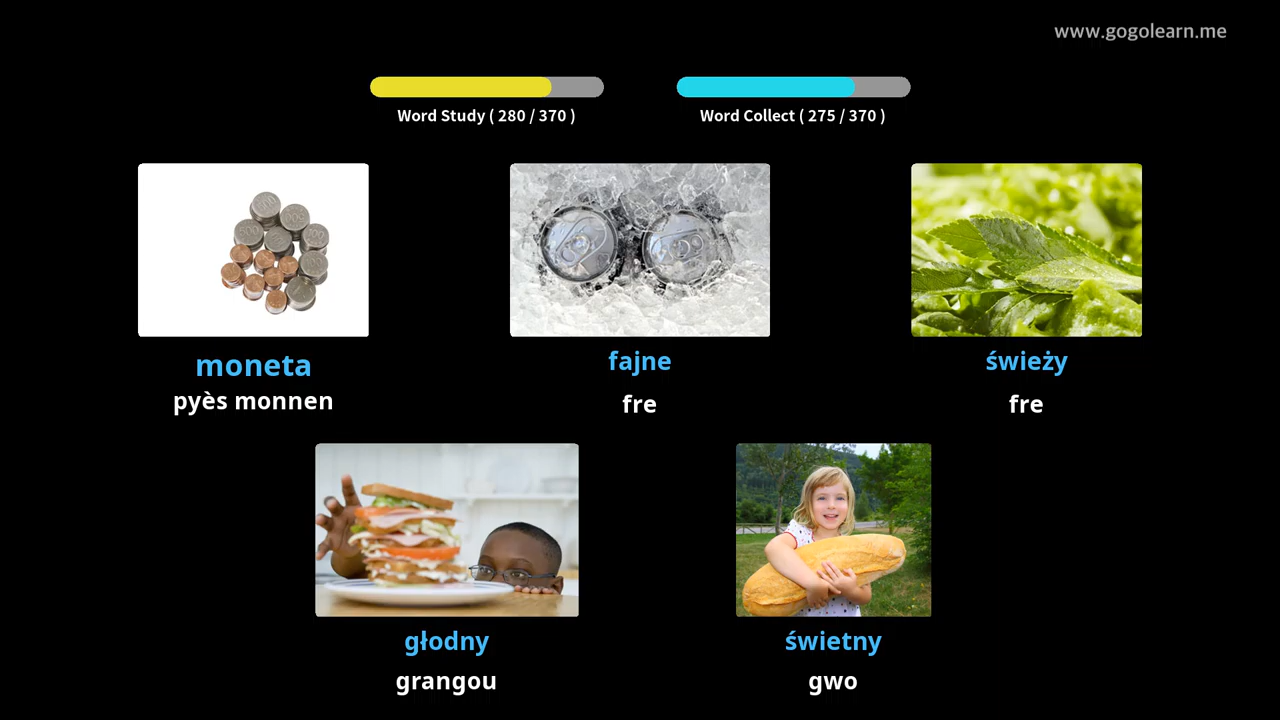 www.gogolearn.me
Word Study ( 280 / 370 )
Word Collect ( 275 / 370 )
moneta
pyès monnen
fajne
fre
świeży
fre
głodny
grangou
świetny
gwo